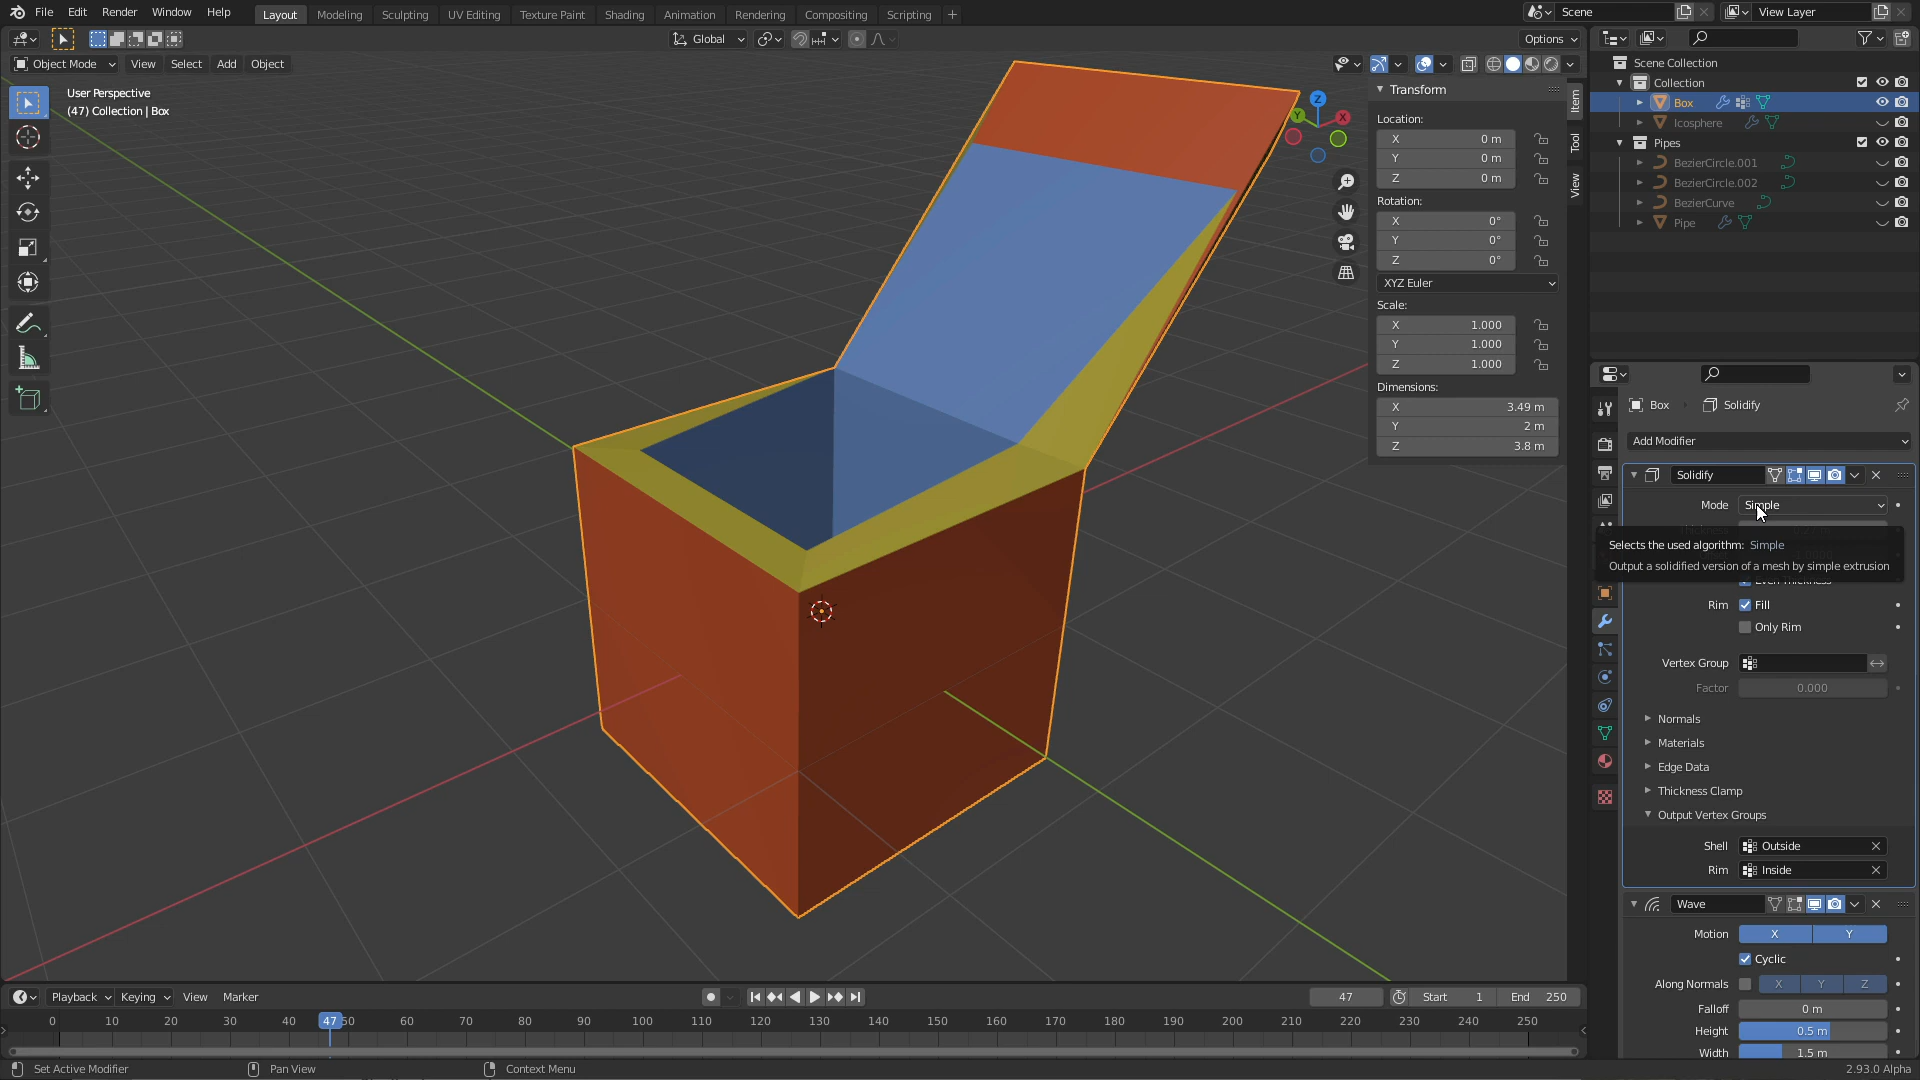 File Edit Render Window Help
Layout Modeling Sculpting UV Editing Texture Paint Shading Animation Rendering Compositing Scripting +
Scene
View Layer
Global
Options
Object Mode View Select Add Object
User Perspective
(47) Collection | Box
Z
Y
X
Transform
Location:
X 0 m
Y 0 m
Z 0 m
Rotation:
X 0°
Y 0°
Z 0°
XYZ Euler
Scale:
X 1.000
Y 1.000
Z 1.000
Dimensions:
X 3.49 m
Y 2 m
Z 3.8 m
Item
Tool
View
Scene Collection
Collection
Box
Icosphere
Pipes
BezierCircle.001
BezierCircle.002
BezierCurve
Pipe
Box Solidify
Add Modifier
Solidify
Mode Simple
Selects the used algorithm: Simple
Output a solidified version of a mesh by simple extrusion
Rim Fill
Only Rim
Vertex Group
Factor 0.000
Normals
Materials
Edge Data
Thickness Clamp
Output Vertex Groups
Shell Outside
Rim Inside
Wave
Motion X Y
Cyclic
Along Normals X Y Z
Falloff 0 m
Height 0.5 m
Width 1.5 m
Playback Keying View Marker
47 Start 1 End 250
0 10 20 30 40 47 50 60 70 80 90 100 110 120 130 140 150 160 170 180 190 200 210 220 230 240 250
Set Active Modifier Pan View Context Menu
2.93.0 Alpha